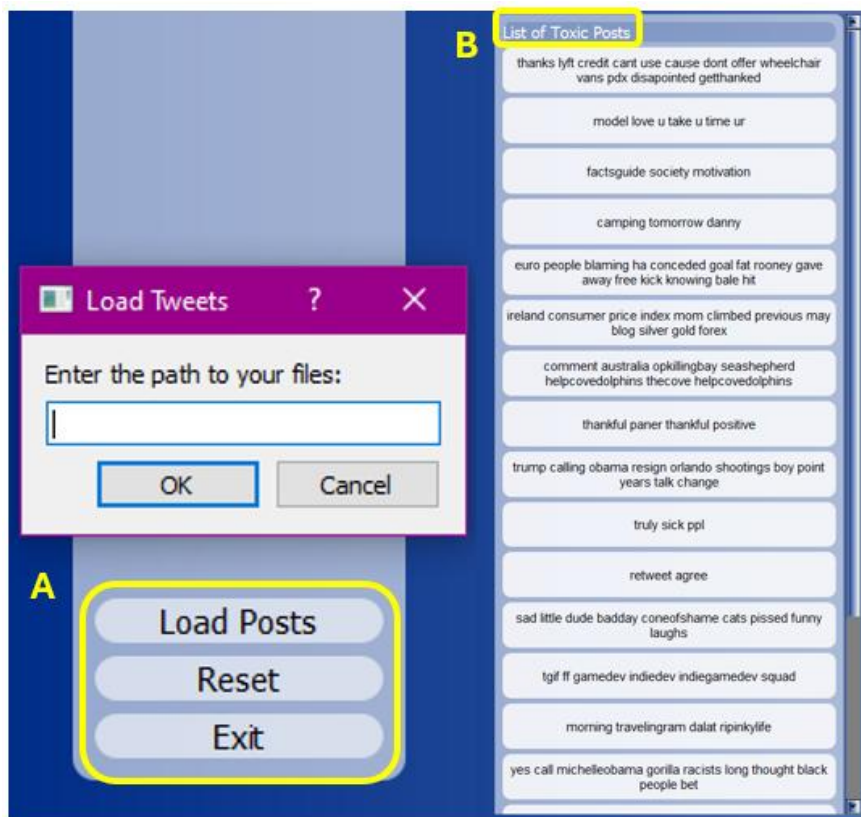 Load Tweets ?
Enter the path to your files:
OK Cancel
A
Load Posts
Reset
Exit
B
List of Toxic Posts
thanks lyft credit cant use cause dont offer wheelchair
vans pdx disapointed getthanked
model love u take u time ur
factsguide society motivation
camping tomorrow danny
euro people blaming ha conceded goal fat rooney gave
away free kick knowing bale hit
ireland consumer price index mom climbed previous may
blog silver gold forex
comment australia opkillingbay seashepherd
helpcovedolphins thecove helpcovedolphins
thankful paner thankful positive
trump calling obama resign orlando shootings boy point
years talk change
truly sick ppl
retweet agree
sad little dude badday coneofshame cats pissed funny
laughs
tgif ff gamedev indiedev indiegamedev squad
morning travelingram dalat ripinkylife
yes call michelleobama gorilla racists long thought black
people bet